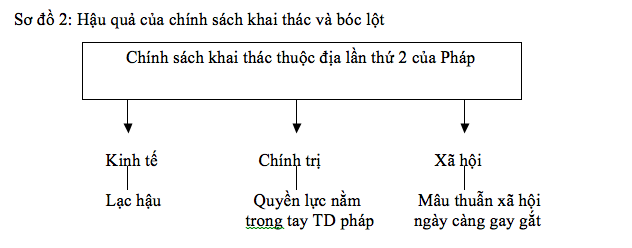 Sơ đồ 2: Hậu quả của chính sách khai thác và bóc lột
Chính sách khai thác thuộc địa lần thứ 2 của Pháp
Kinh tế
Chính trị
Xã hội
Lạc hậu
Quyền lực nằm
trong tay TD pháp
Mâu thuẫn xã hội
ngày càng gay gắt